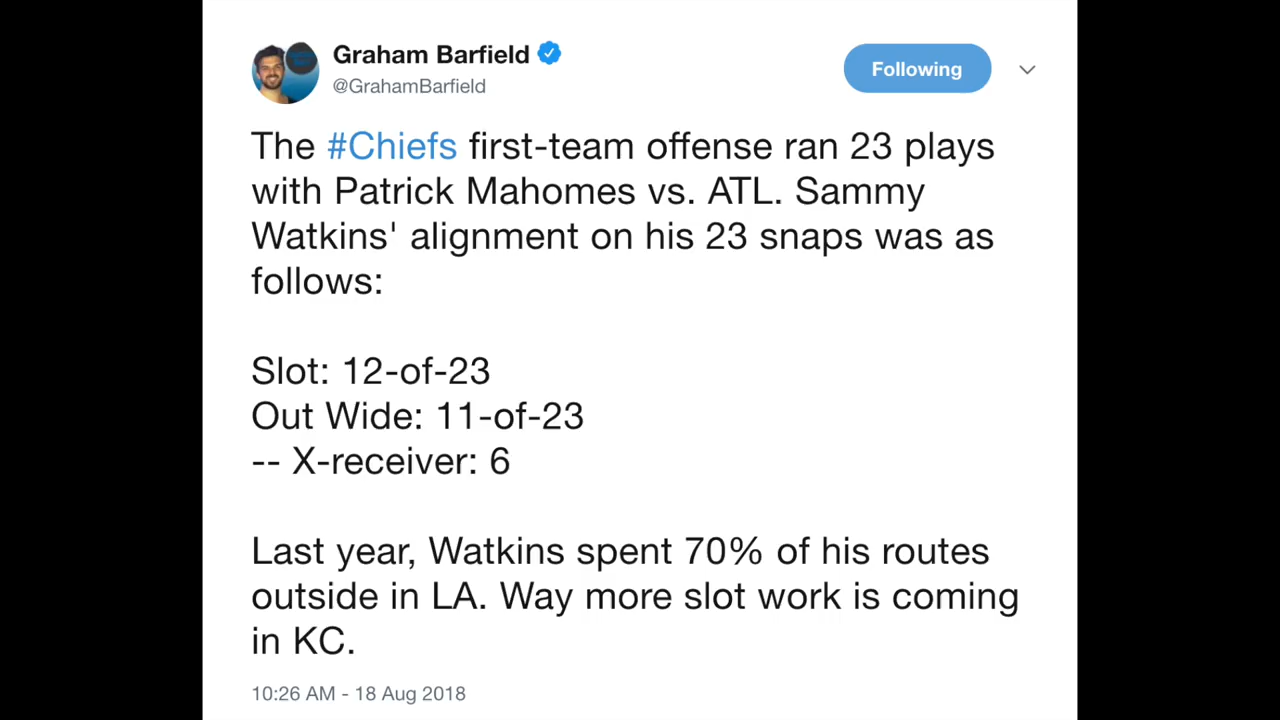 Graham Barfield
@GrahamBarfield
Following
The #Chiefs first-team offense ran 23 plays
with Patrick Mahomes vs. ATL. Sammy
Watkins' alignment on his 23 snaps was as
follows:
Slot: 12-of-23
Out Wide: 11-of-23
-- X-receiver: 6
Last year, Watkins spent 70% of his routes
outside in LA. Way more slot work is coming
in KC.
10:26 AM - 18 Aug 2018